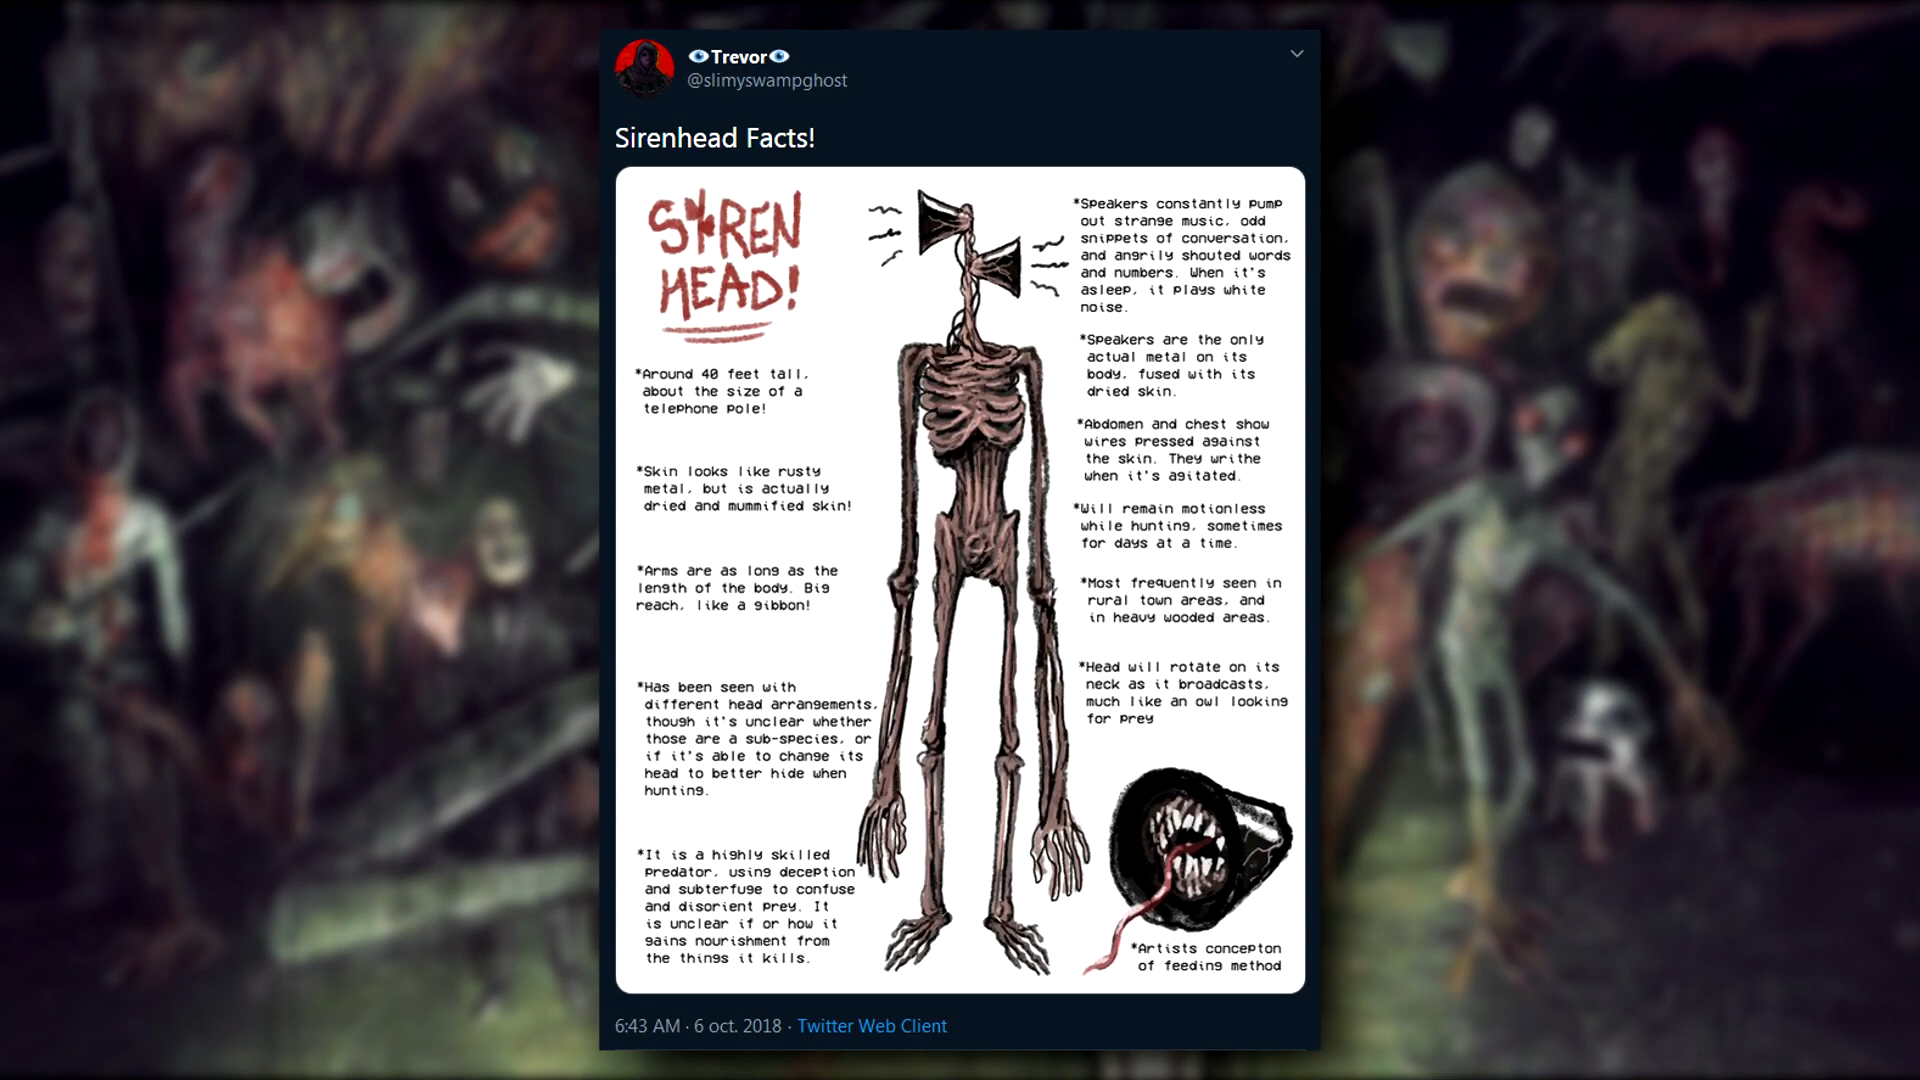 👁Trevor👁
@slimyswampghost
Sirenhead Facts!
SIREN
HEAD!
*Around 40 feet tall,
about the size of a
telephone pole!
*Skin looks like rusty
metal, but is actually
dried and mummified skin!
*Arms are as long as the
length of the body. Big
reach, like a gibbon!
*Has been seen with
different head arrangements,
though it's unclear whether
those are a sub-species, or
if it's able to change its
head to better hide when
hunting.
*It is a highly skilled
predator, using deception
and subterfuge to confuse
and disorient prey. It
is unclear if or how it
gains nourishment from
the things it kills.
*Speakers constantly pump
out strange music, odd
snippets of conversation,
and angrily shouted words
and numbers. When it's
asleep, it plays white
noise.
*Speakers are the only
actual metal on its
body, fused with its
dried skin.
*Abdomen and chest show
wires pressed against
the skin. They writhe
when it's agitated.
*Will remain motionless
while hunting, sometimes
for days at a time.
*Most frequently seen in
rural town areas, and
in heavy wooded areas.
*Head will rotate on its
neck as it broadcasts,
much like an owl looking
for prey
*Artists concepton
of feeding method
6:43 AM · 6 oct. 2018 · Twitter Web Client